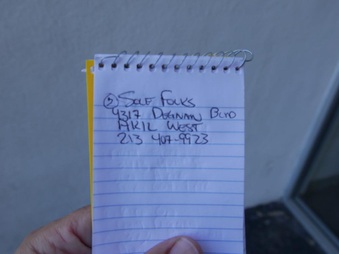 ⑤ SOLE FOLKS
4317 DEGNAN BLVD
AKIL WEST
213 407-9923